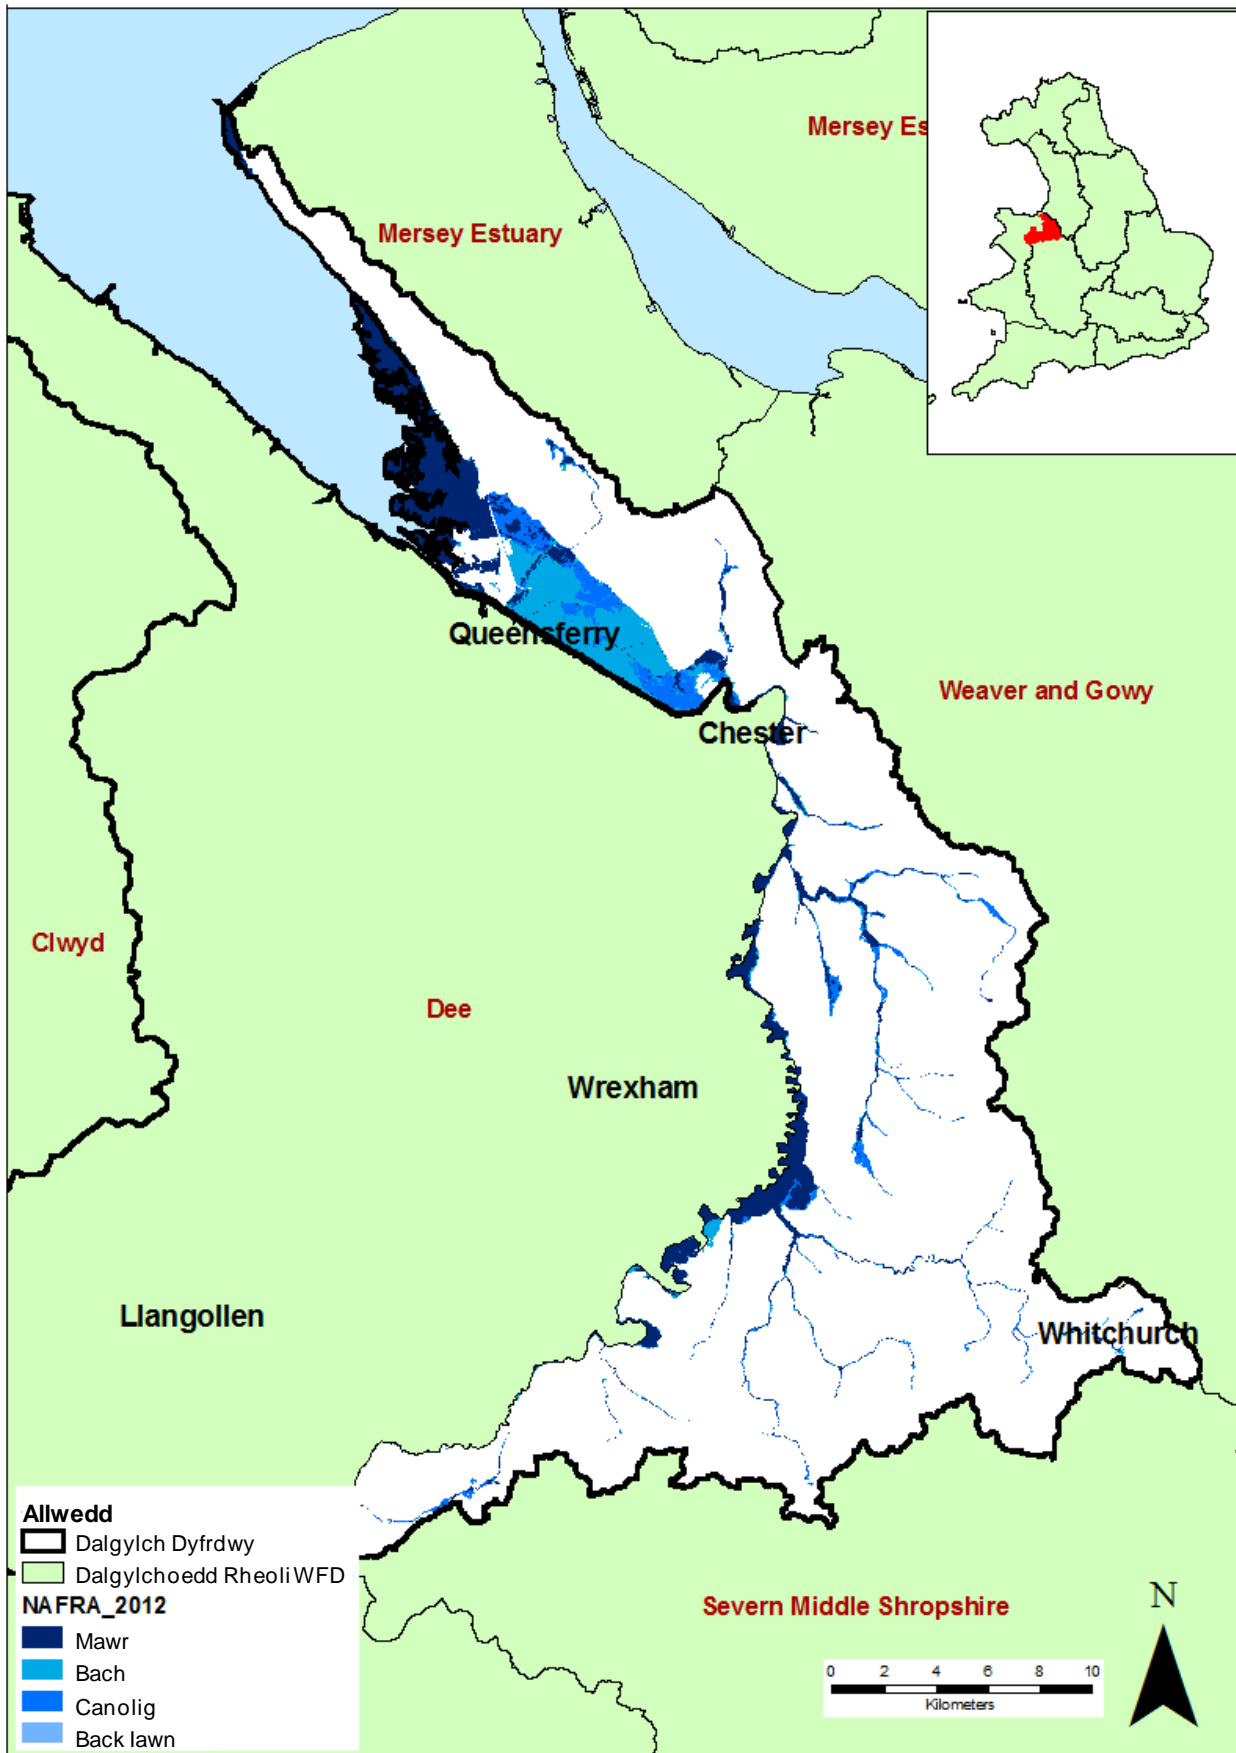 Mersey Es
Mersey Estuary
Queensferry
Weaver and Gowy
Chester
Clwyd
Dee
Wrexham
Llangollen
Whitchurch
Severn Middle Shropshire
Allwedd
Dalgylch Dyfrdwy
Dalgylchoedd Rheoli WFD
NAFRA_2012
Mawr
Bach
Canolig
Back lawn
0 2 4 6 8 10
Kilometers
N